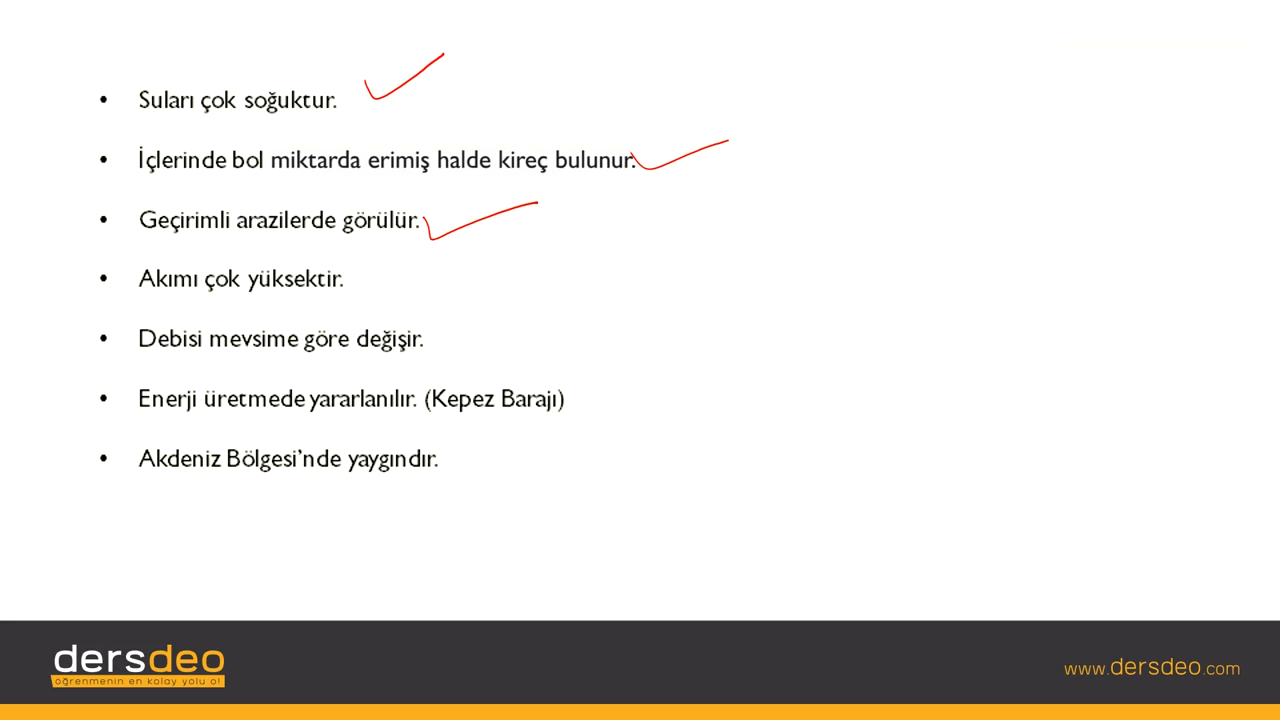 • Suları çok soğuktur.
• İçlerinde bol miktarda erimiş halde kireç bulunur.
• Geçirimli arazilerde görülür.
• Akımı çok yüksektir.
• Debisi mevsime göre değişir.
• Enerji üretmede yararlanılır. (Kepez Barajı)
• Akdeniz Bölgesi’nde yaygındır.
dersdeo
öğrenmenin en kolay yolu o!
www.dersdeo.com